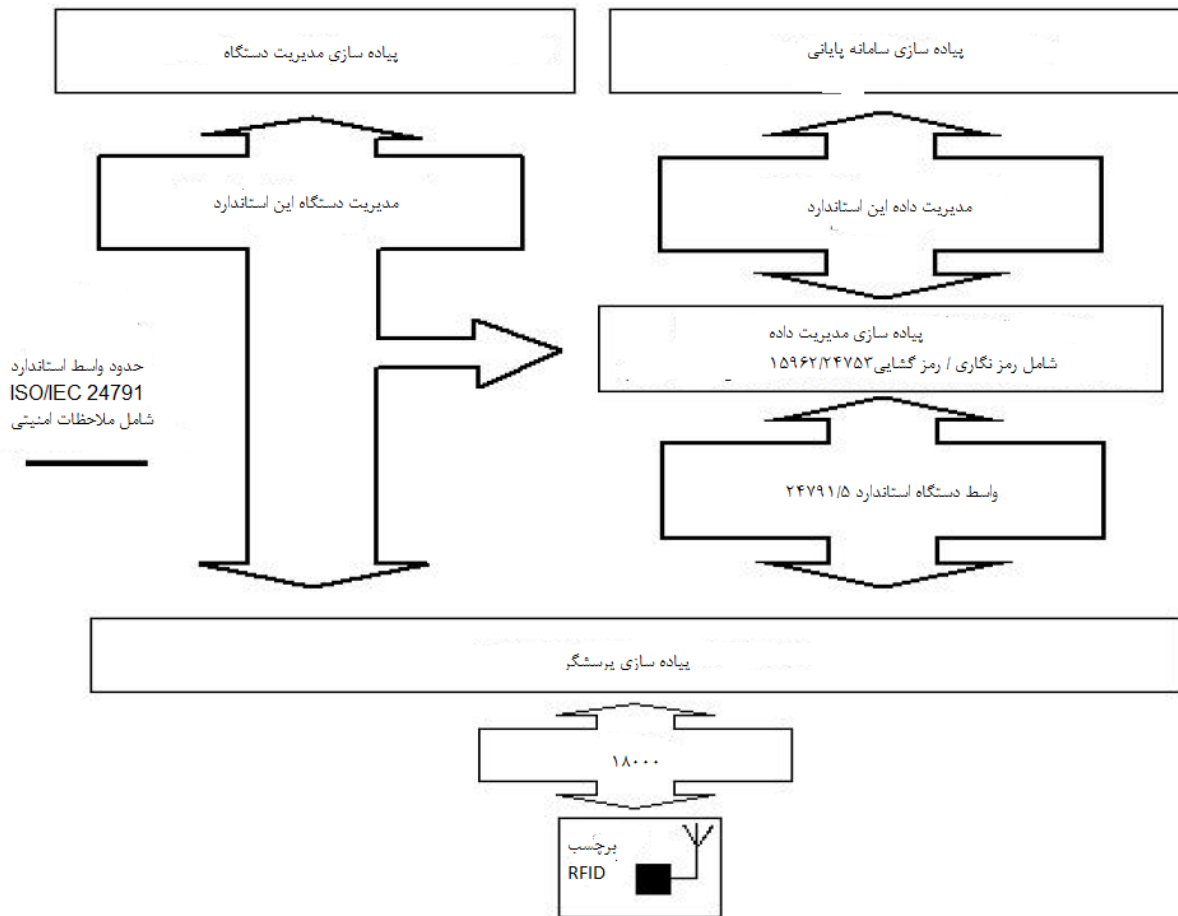 پیاده سازی سامانه پایانی
پیاده سازی مدیریت دستگاه
مدیریت داده این استاندارد
مدیریت دستگاه این استاندارد
پیاده سازی مدیریت داده
شامل رمز نگاری / رمز گشایی۱۵۹۶۲/۲۴۷۵۳
حدود واسط استاندارد
ISO/IEC 24791
شامل ملاحظات امنیتی
واسط دستگاه استاندارد ۲۴۷۹۱/۵
پیاده سازی پرسشگر
۱۸۰۰۰
برچسب
RFID